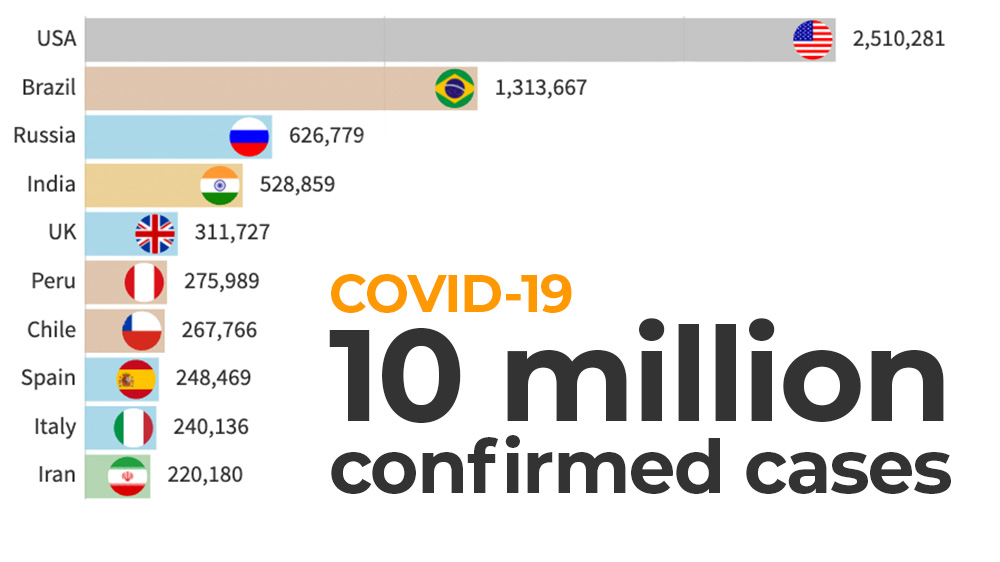 USA 2,510,281
Brazil 1,313,667
Russia 626,779
India 528,859
UK 311,727
Peru 275,989
Chile 267,766
Spain 248,469
Italy 240,136
Iran 220,180
COVID-19
10 million
confirmed cases